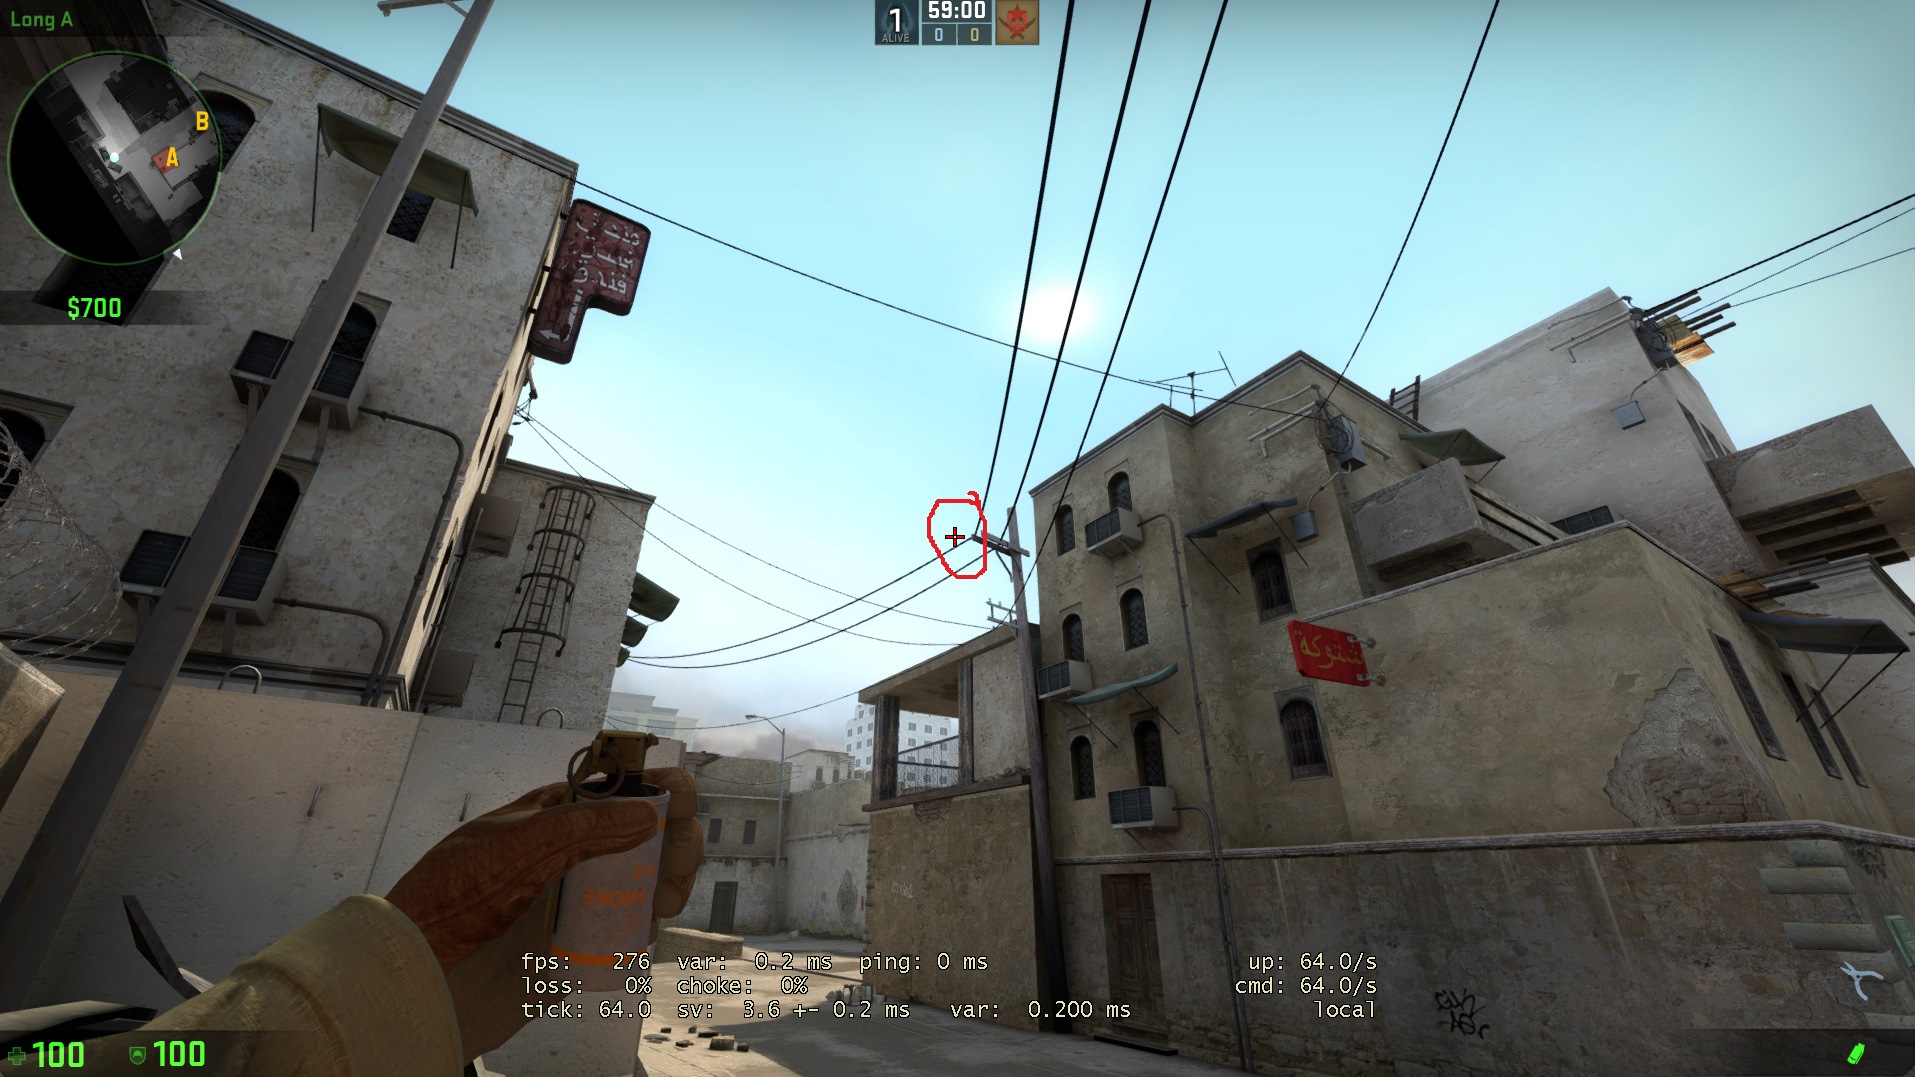 Long A
1
ALIVE
59:00
0 0
B
A
$700
شتوكة
SMOKE
fps: 276 var: 0.2 ms ping: 0 ms
loss: 0% choke: 0%
tick: 64.0 sv: 3.6 +- 0.2 ms var: 0.200 ms
up: 64.0/s
cmd: 64.0/s
local
100 100